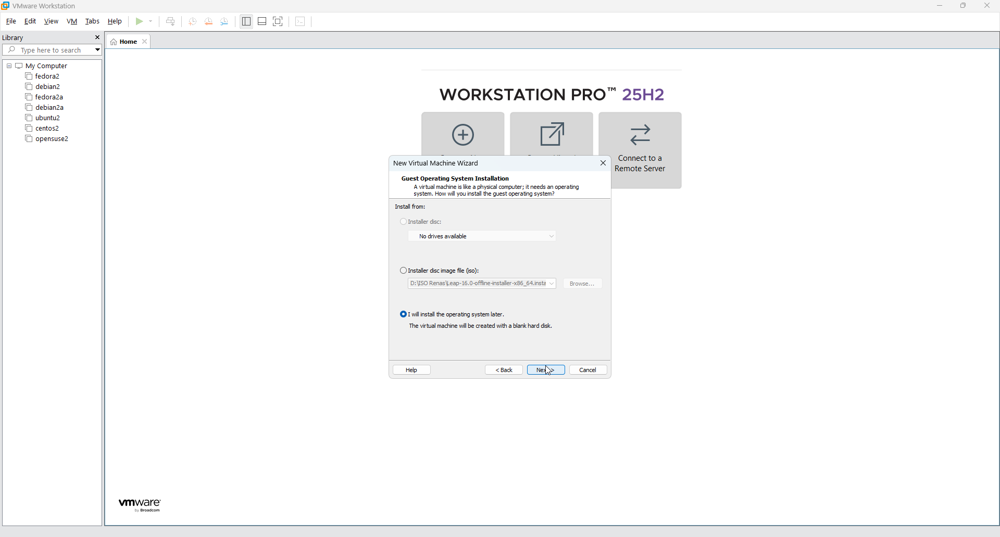 VMware Workstation
File Edit View VM Tabs Help
Library
Type here to search
Home
My Computer
fedora2
debian2
fedora2a
debian2a
ubuntu2
centos2
opensuse2
WORKSTATION PRO™ 25H2
Connect to a
Remote Server
New Virtual Machine Wizard
Guest Operating System Installation
A virtual machine is like a physical computer; it needs an operating
system. How will you install the guest operating system?
Install from:
Installer disc:
No drives available
Installer disc image file (iso):
D:\ISO Renas\Leap-16.0-offline-installer-x86_64.insta
Browse...
I will install the operating system later.
The virtual machine will be created with a blank hard disk.
Help < Back Cancel
vmware
by Broadcom